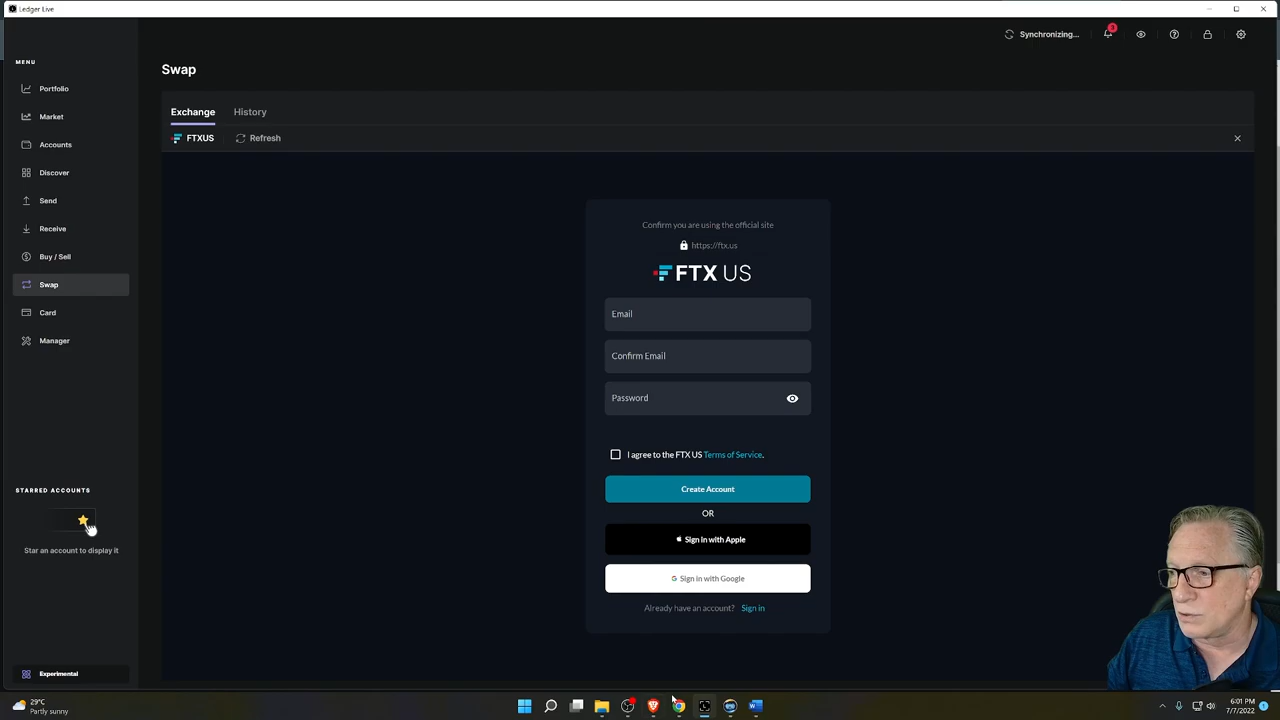 Ledger Live
Synchronizing...
3
MENU
Portfolio
Market
Accounts
Discover
Send
Receive
Buy / Sell
Swap
Card
Manager
STARRED ACCOUNTS
Star an account to display it
Experimental
Swap
Exchange
History
FTXUS
Refresh
Confirm you are using the official site
https://ftx.us
FTX US
Email
Confirm Email
Password
I agree to the FTX US Terms of Service.
Create Account
OR
Sign in with Apple
G Sign in with Google
Already have an account? Sign in
29°C
Partly sunny
6:01 PM
7/7/2022